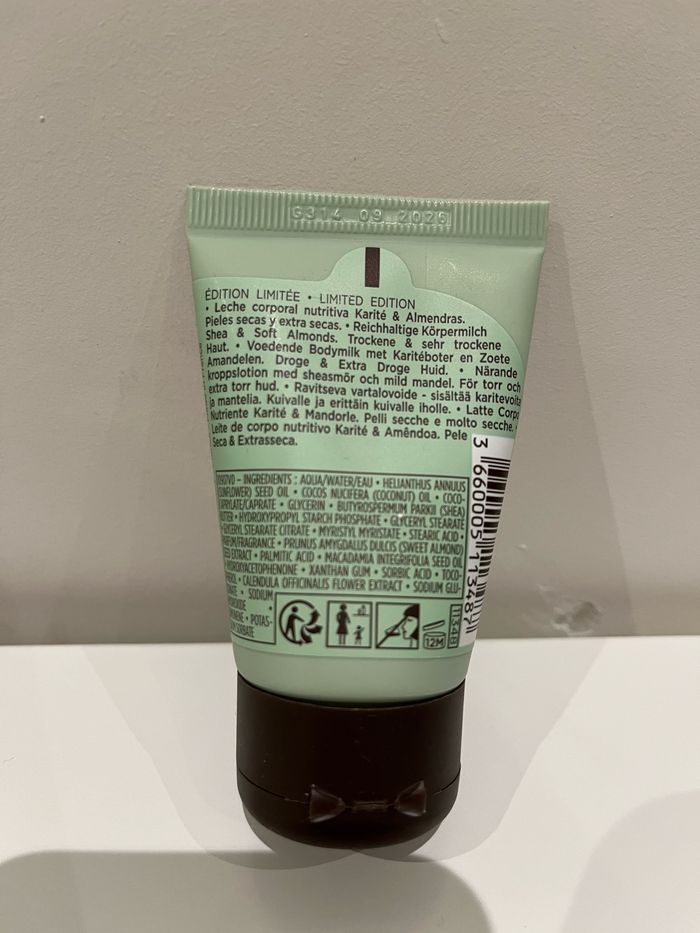 G314 09 2026
ÉDITION LIMITÉE • LIMITED EDITION
• Leche corporal nutritiva Karité & Almendras.
Pieles secas y extra secas. • Reichhaltige Körpermilch
Shea & Soft Almonds. Trockene & sehr trockene
Haut. • Voedende Bodymilk met Karitéboter en Zoete
Amandelen. Droge & Extra Droge Huid. • Närande
kroppslotion med sheasmör och mild mandel. För torr och
extra torr hud. • Ravitseva vartalovoide - sisältää karitevoita
ja mantelia. Kuivalle ja erittäin kuivalle iholle. • Latte Corpo
Nutriente Karité & Mandorle. Pelli secche e molto secche. •
Leite de corpo nutritivo Karité & Amêndoa. Pele
Seca & Extrasseca.
– INGREDIENTS : AQUA/WATER/EAU • HELIANTHUS ANNUUS
(SUNFLOWER) SEED OIL • COCOS NUCIFERA (COCONUT) OIL • COCO-
CAPRYLATE/CAPRATE • GLYCERIN • BUTYROSPERMUM PARKII (SHEA)
BUTTER • HYDROXYPROPYL STARCH PHOSPHATE • GLYCERYL STEARATE
• GLYCERYL STEARATE CITRATE • MYRISTYL MYRISTATE • STEARIC ACID •
PARFUM/FRAGRANCE • PRUNUS AMYGDALUS DULCIS (SWEET ALMOND)
SEED EXTRACT • PALMITIC ACID • MACADAMIA INTEGRIFOLIA SEED OIL
• HYDROXYACETOPHENONE • XANTHAN GUM • SORBIC ACID • TOCO-
PHEROL • CALENDULA OFFICINALIS FLOWER EXTRACT • SODIUM GLU-
• SODIUM
• POTAS-
SORBATE
12M
1134B
3 660005 113487